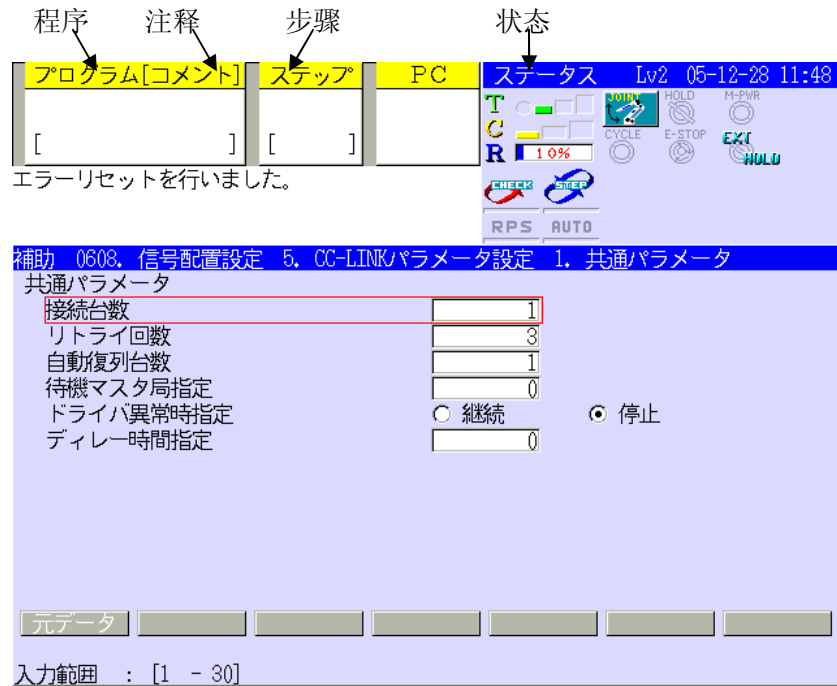 程序 注释 步骤 状态
プログラム[コメント] ステップ PC ステータス Lv2 05-12-28 11:48
T JOINT HOLD M-PWR
C CYCLE E-STOP EXT HOLD
[ ] [ ] R 10%
エラーリセットを行いました。
CHECK STEP
RPS AUTO
補助 0608. 信号配置設定 5. CC-LINKパラメータ設定 1. 共通パラメータ
共通パラメータ
接続台数 1
リトライ回数 3
自動復列台数 1
待機マスタ局指定 0
ドライバ異常時指定 継続 停止
ディレー時間指定 0
元データ
入力範囲 : [1 - 30]